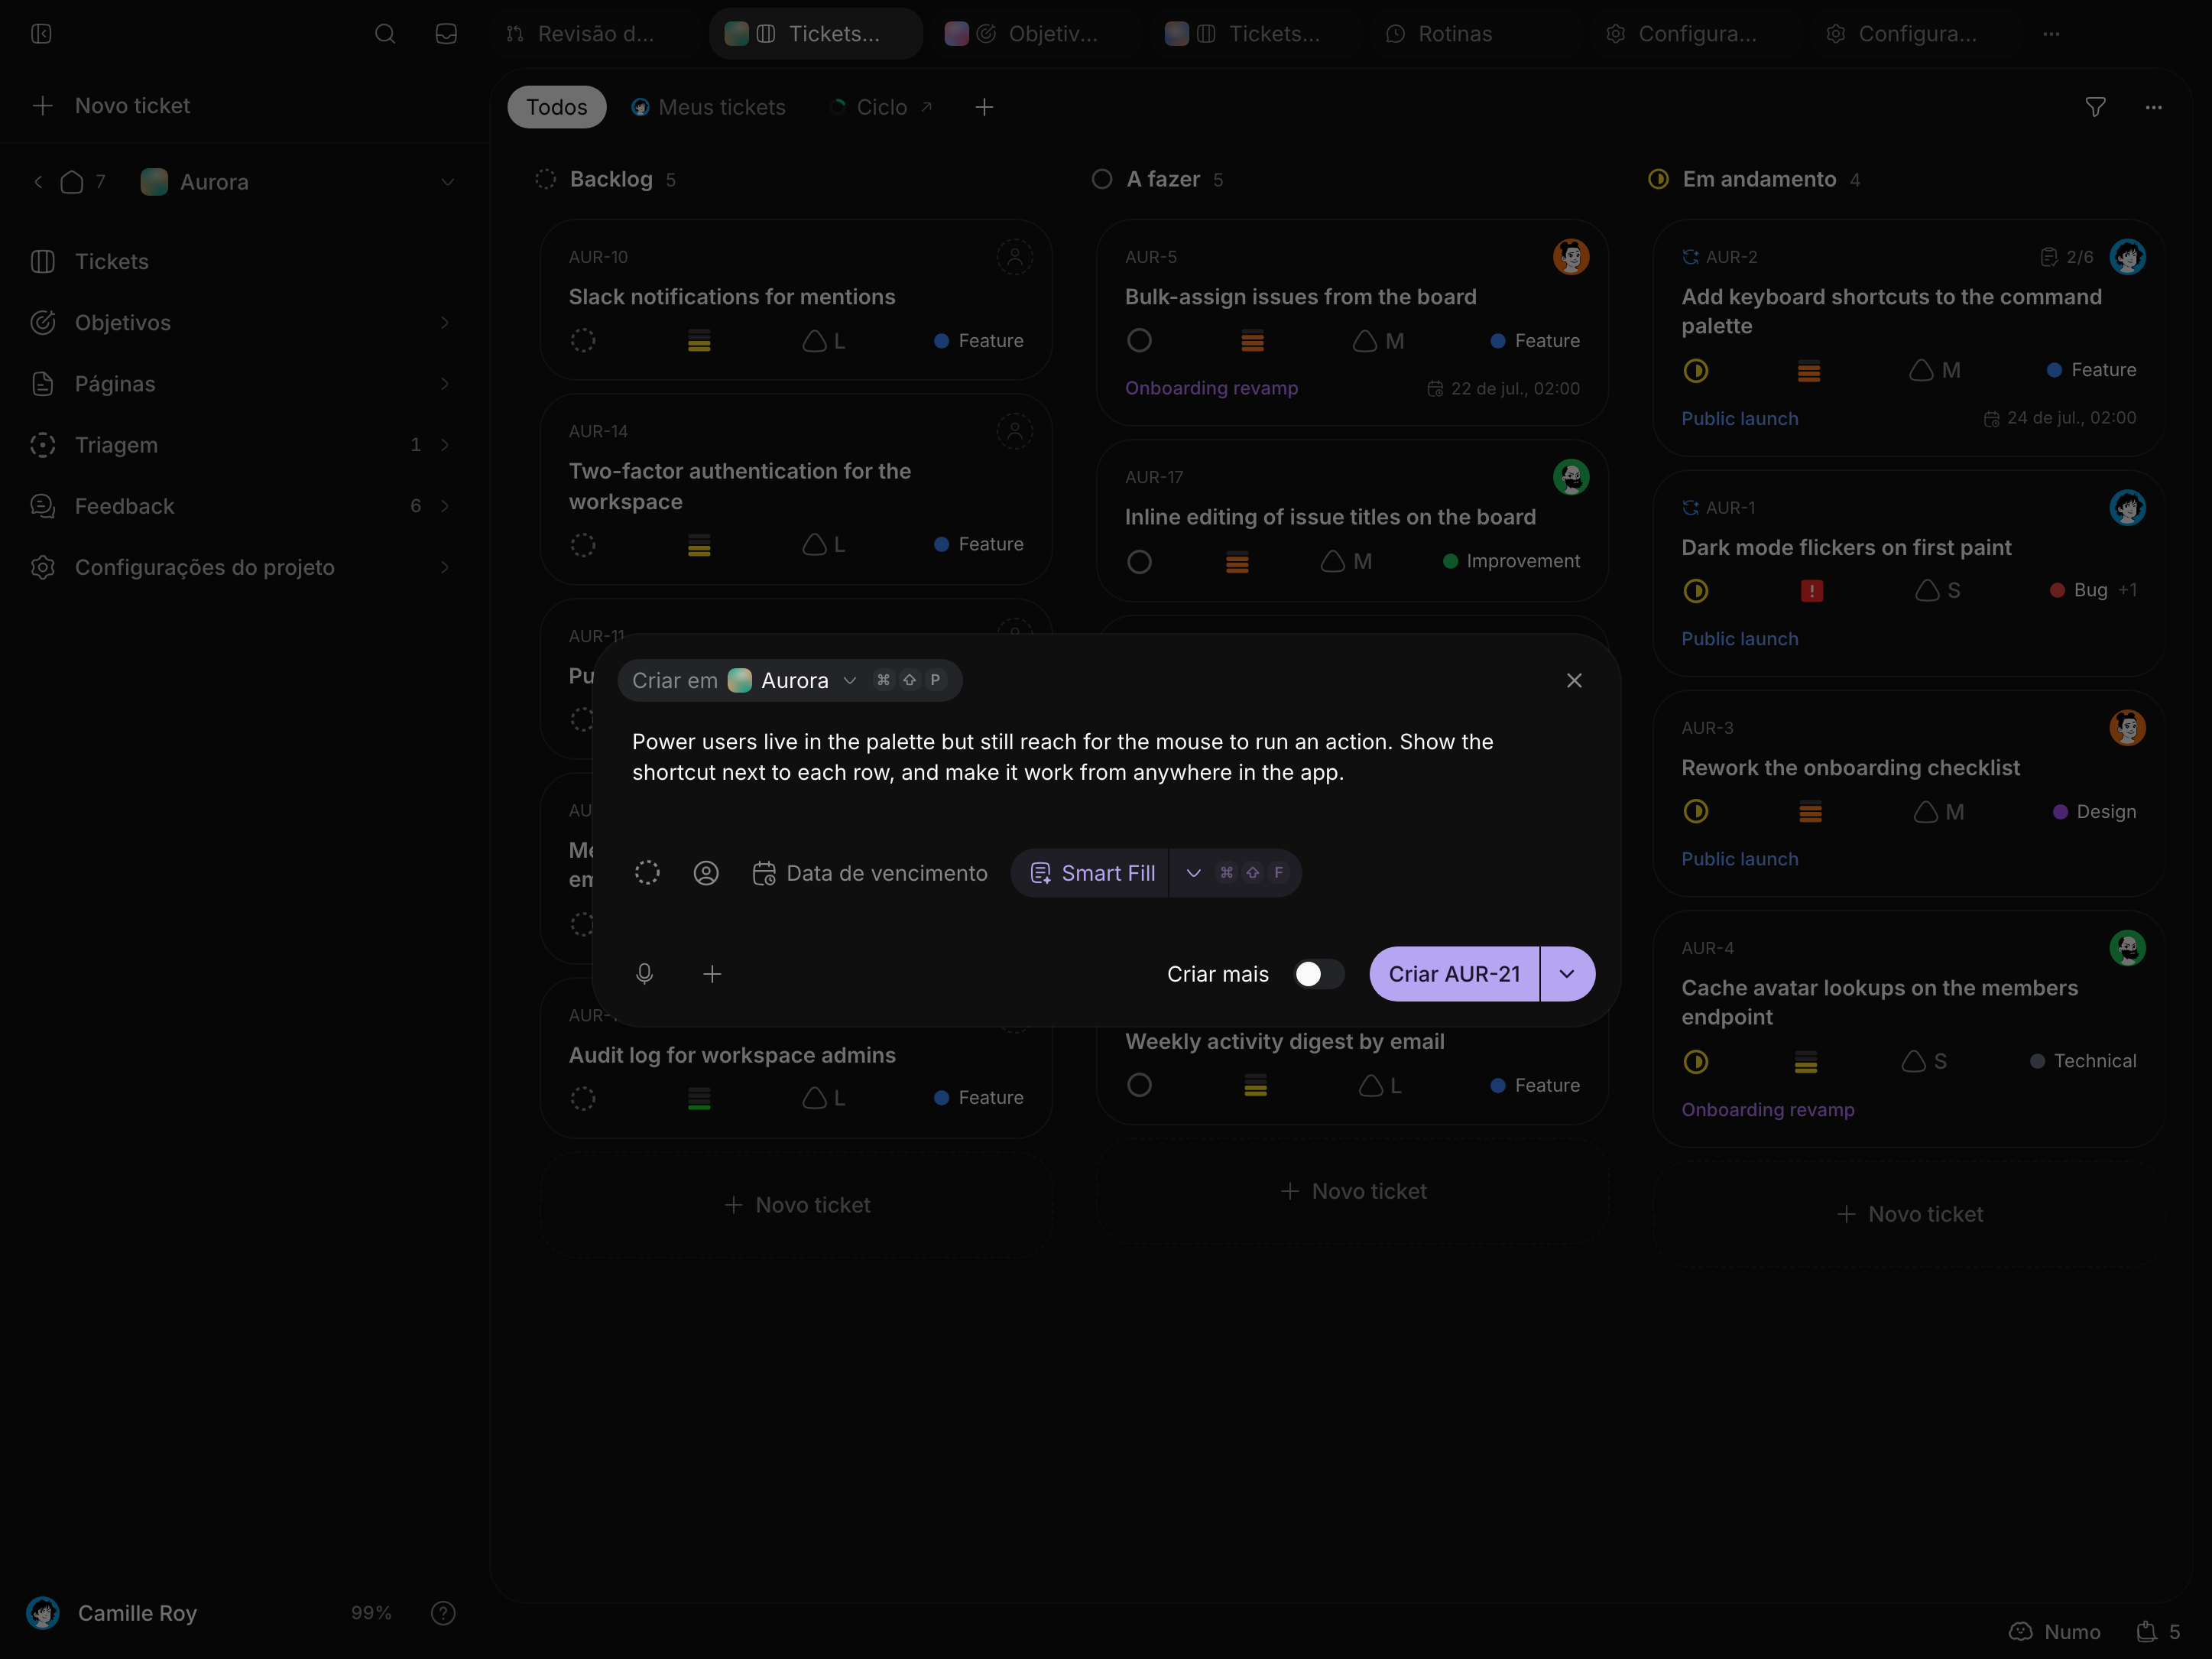 Revisão d...
Tickets...
Objetiv...
Tickets...
Rotinas
Configura...
Configura...
Novo ticket
7
Aurora
Tickets
Objetivos
Páginas
Triagem 1
Feedback 6
Configurações do projeto
Camille Roy
99%
Todos
Meus tickets
Ciclo
Backlog 5
AUR-10
Slack notifications for mentions
L
Feature
AUR-14
Two-factor authentication for the
workspace
L
Feature
AUR-11
Audit log for workspace admins
L
Feature
Novo ticket
A fazer 5
AUR-5
Bulk-assign issues from the board
M
Feature
Onboarding revamp
22 de jul., 02:00
AUR-17
Inline editing of issue titles on the board
M
Improvement
Weekly activity digest by email
L
Feature
Novo ticket
Em andamento 4
AUR-2
2/6
Add keyboard shortcuts to the command
palette
M
Feature
Public launch
24 de jul., 02:00
AUR-1
Dark mode flickers on first paint
S
Bug +1
Public launch
AUR-3
Rework the onboarding checklist
M
Design
Public launch
AUR-4
Cache avatar lookups on the members
endpoint
S
Technical
Onboarding revamp
Novo ticket
Criar em Aurora ⌘ ⇧ P
Power users live in the palette but still reach for the mouse to run an action. Show the
shortcut next to each row, and make it work from anywhere in the app.
Data de vencimento
Smart Fill ⌘ ⇧ F
Criar mais
Criar AUR-21
Numo
5